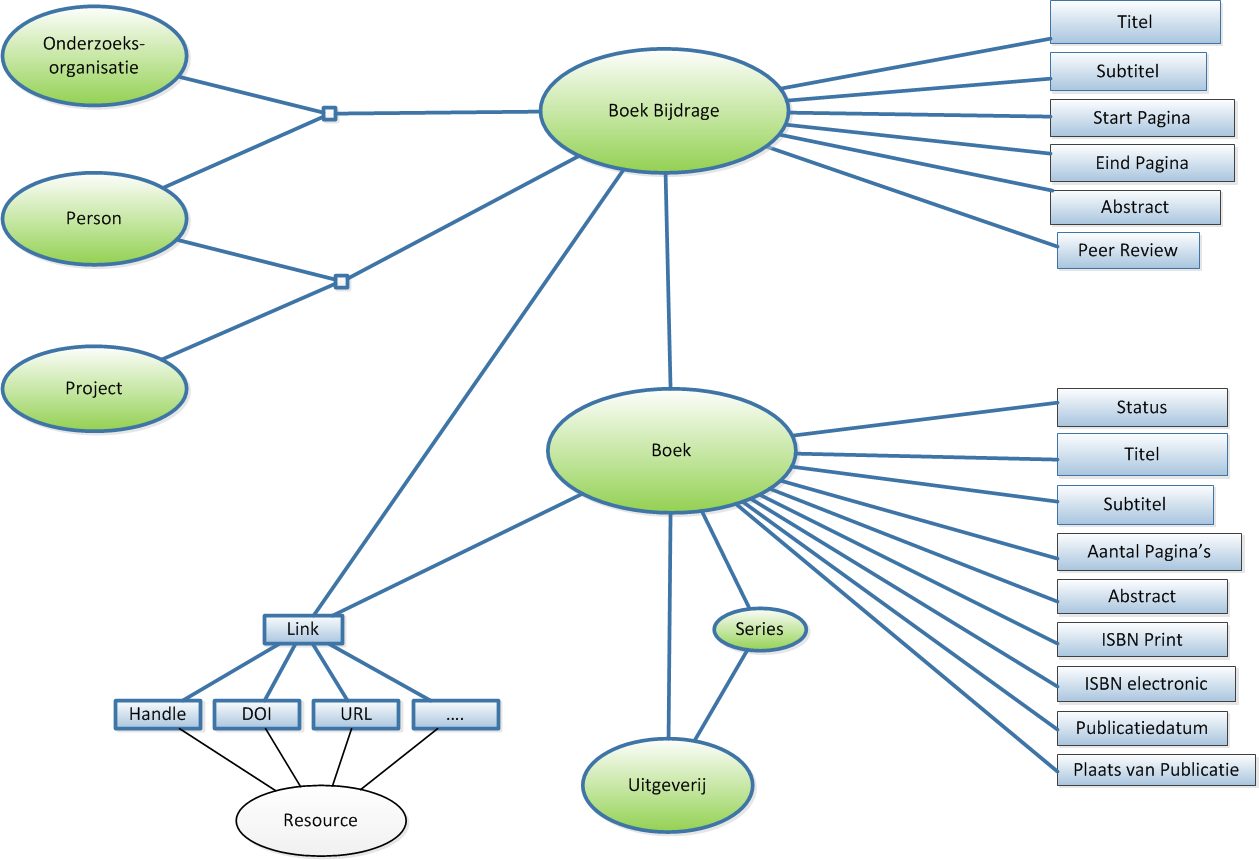 Onderzoeks-
organisatie
Person
Project
Boek Bijdrage
Titel
Subtitel
Start Pagina
Eind Pagina
Abstract
Peer Review
Boek
Status
Titel
Subtitel
Aantal Pagina’s
Abstract
ISBN Print
ISBN electronic
Publicatiedatum
Plaats van Publicatie
Link
Handle
DOI
URL
....
Resource
Series
Uitgeverij